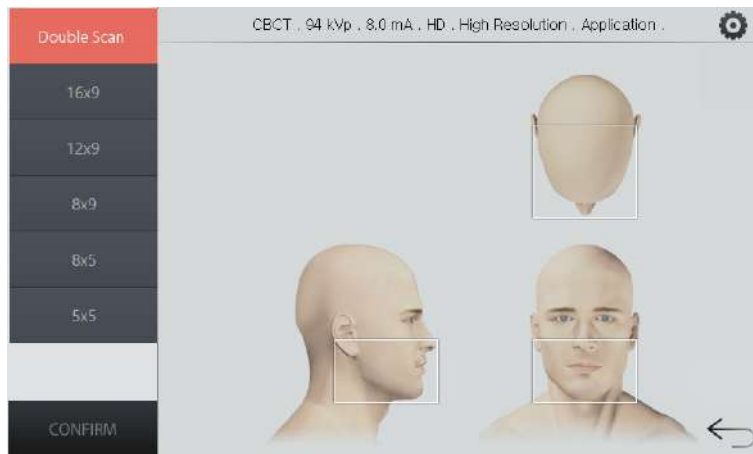 CBCT . 94 kVp . 8.0 mA . HD . High Resolution . Application .
Double Scan
16x9
12x9
8x9
8x5
5x5
CONFIRM